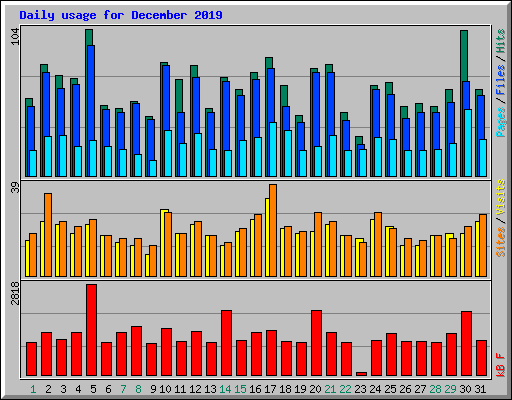 Daily usage for December 2019
104
Pages/Files/Hits
39
Sites/Visits
2818
kB F
1 2 3 4 5 6 7 8 9 10 11 12 13 14 15 16 17 18 19 20 21 22 23 24 25 26 27 28 29 30 31